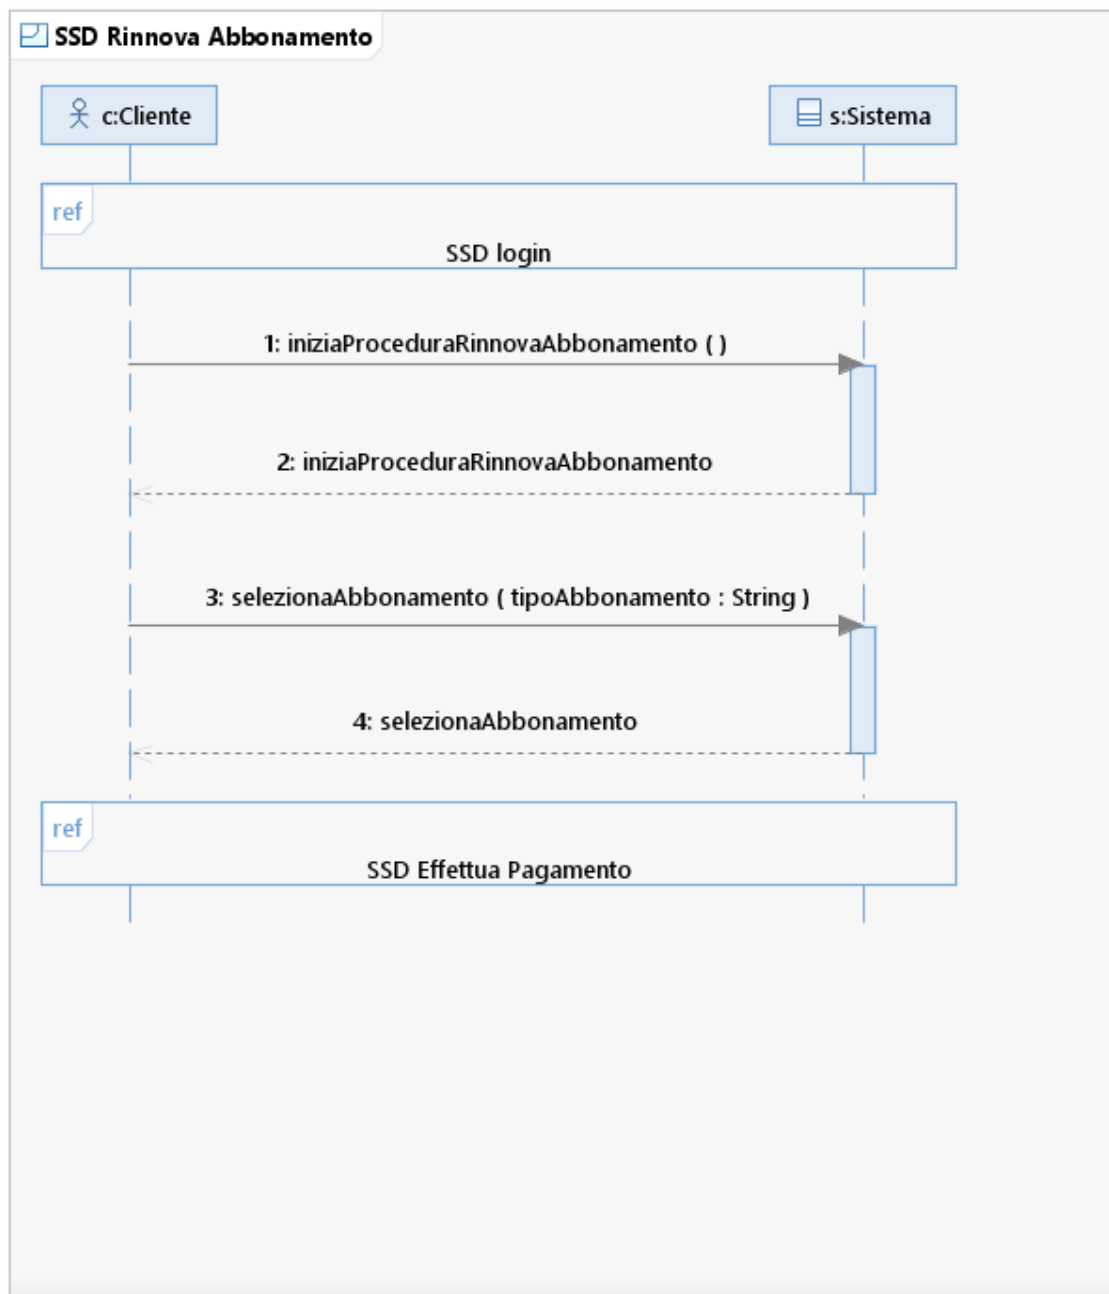 SSD Rinnova Abbonamento
c:Cliente
s:Sistema
ref
SSD login
1: iniziaProceduraRinnovaAbbonamento ( )
2: iniziaProceduraRinnovaAbbonamento
3: selezionaAbbonamento ( tipoAbbonamento : String )
4: selezionaAbbonamento
ref
SSD Effettua Pagamento